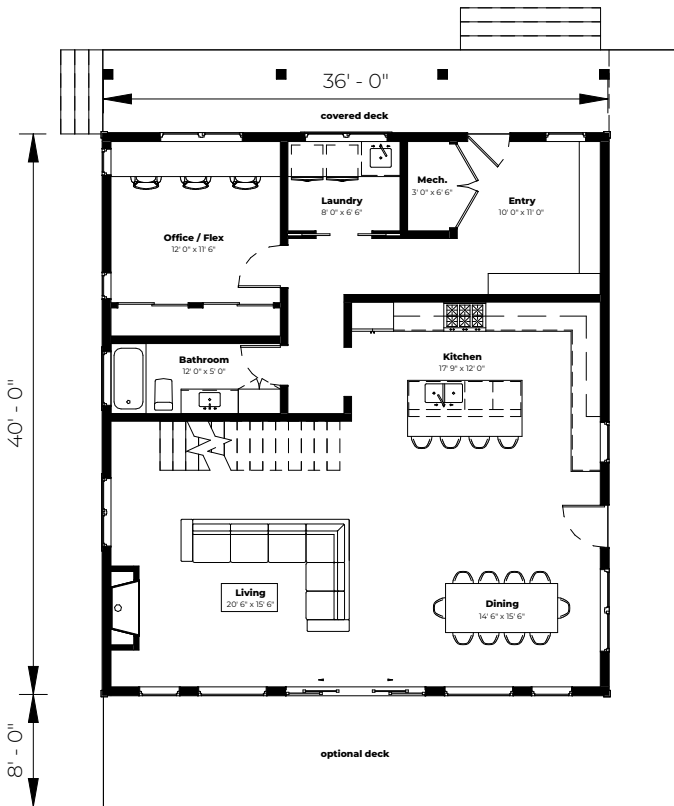 36' - 0"
covered deck
Mech.
3' 0" x 6' 6"
Laundry
8' 0" x 6' 6"
Entry
10' 0" x 11' 0"
Office / Flex
12' 0" x 11' 6"
Bathroom
12' 0" x 5' 0"
Kitchen
17' 9" x 12' 0"
40' - 0"
Living
20' 6" x 15' 6"
Dining
14' 6" x 15' 6"
8' - 0"
optional deck